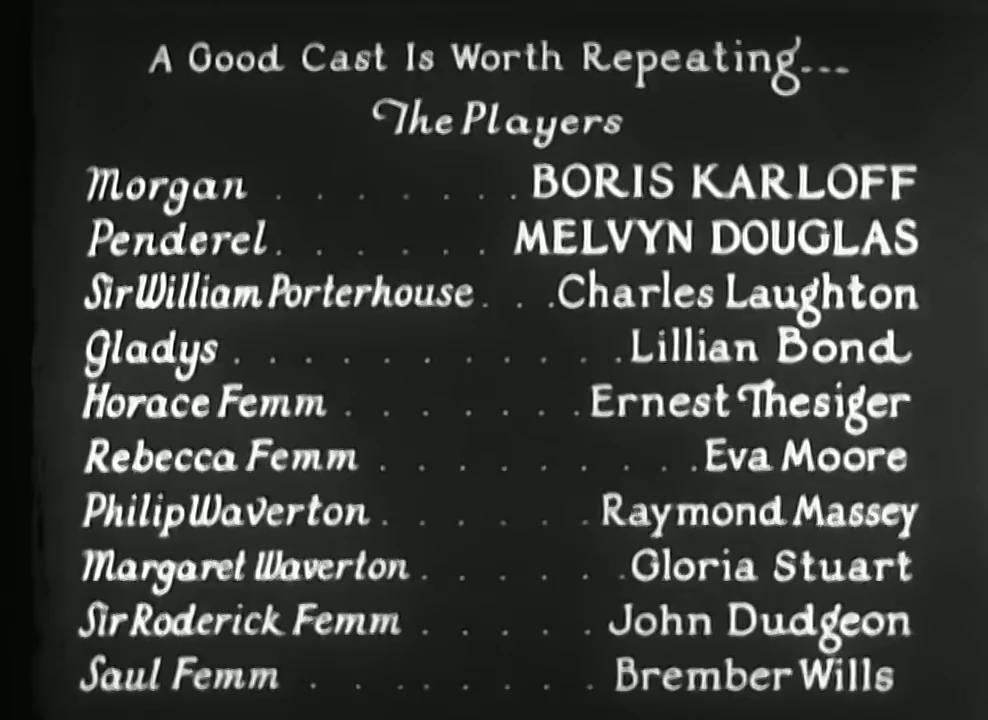 A Good Cast Is Worth Repeating...
The Players
Morgan . . . . . . . BORIS KARLOFF
Penderel . . . . . . MELVYN DOUGLAS
Sir William Porterhouse . . . Charles Laughton
Gladys . . . . . . . . . . . Lillian Bond
Horace Femm . . . . . . . Ernest Thesiger
Rebecca Femm . . . . . . . . . Eva Moore
Philip Waverton . . . . . . Raymond Massey
Margaret Waverton . . . . . . Gloria Stuart
Sir Roderick Femm . . . . . John Dudgeon
Saul Femm . . . . . . . . Brember Wills